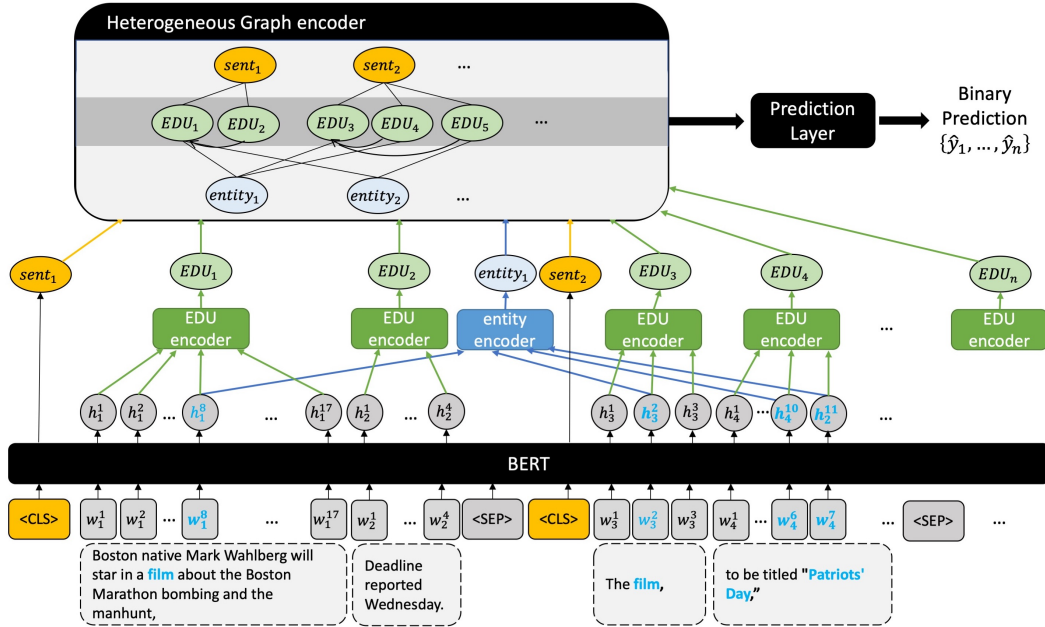 Heterogeneous Graph encoder
sent₁ sent₂ ...
EDU₁ EDU₂ EDU₃ EDU₄ EDU₅ ...
entity₁ entity₂ ...
Prediction
Layer
Binary
Prediction
{ŷ₁, ..., ŷₙ}
sent₁ EDU₁ EDU₂ entity₁ sent₂ EDU₃ EDU₄ EDUₙ
EDU
encoder
EDU
encoder
entity
encoder
EDU
encoder
EDU
encoder
...
EDU
encoder
h₁¹ h₁² ... h₁⁸ h₁¹⁷ h₂¹ ... h₂⁴ h₃¹ h₃² h₃³ h₄¹ ... h₄¹⁰ h₂¹¹ ...
BERT
<CLS> w₁¹ w₁² ... w₁⁸ ... w₁¹⁷ w₂¹ ... w₂⁴ <SEP> <CLS> w₃¹ w₃² w₃³ w₄¹ ... w₄⁶ w₄⁷ <SEP> ...
Boston native Mark Wahlberg will
star in a film about the Boston
Marathon bombing and the
manhunt,
Deadline
reported
Wednesday.
The film,
to be titled "Patriots'
Day,”